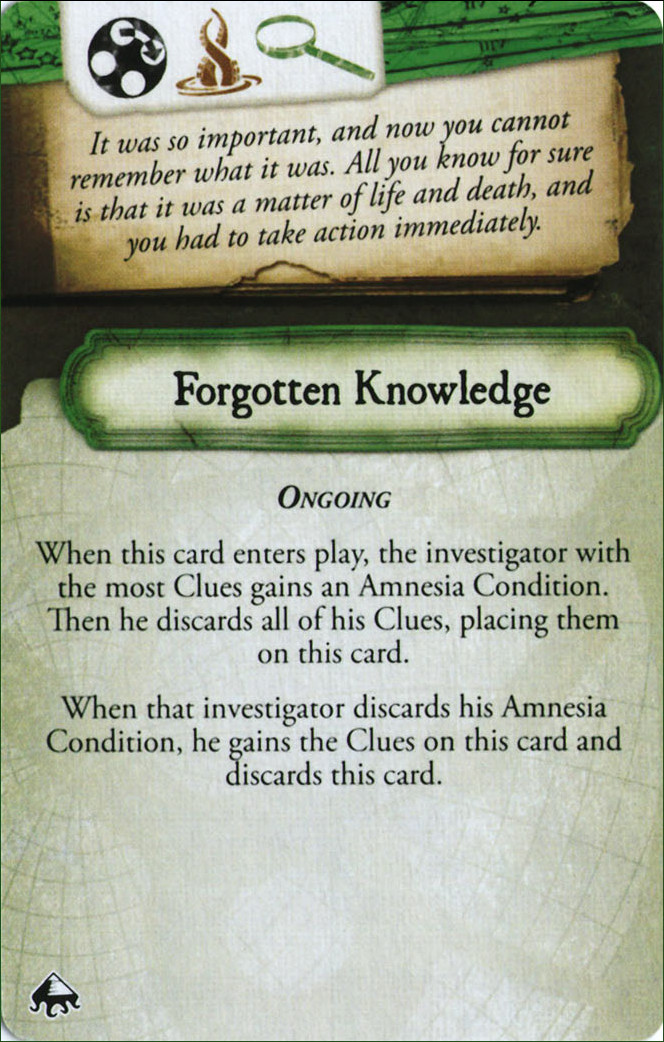 It was so important, and now you cannot
remember what it was. All you know for sure
is that it was a matter of life and death, and
you had to take action immediately.
Forgotten Knowledge
Ongoing
When this card enters play, the investigator with
the most Clues gains an Amnesia Condition.
Then he discards all of his Clues, placing them
on this card.
When that investigator discards his Amnesia
Condition, he gains the Clues on this card and
discards this card.